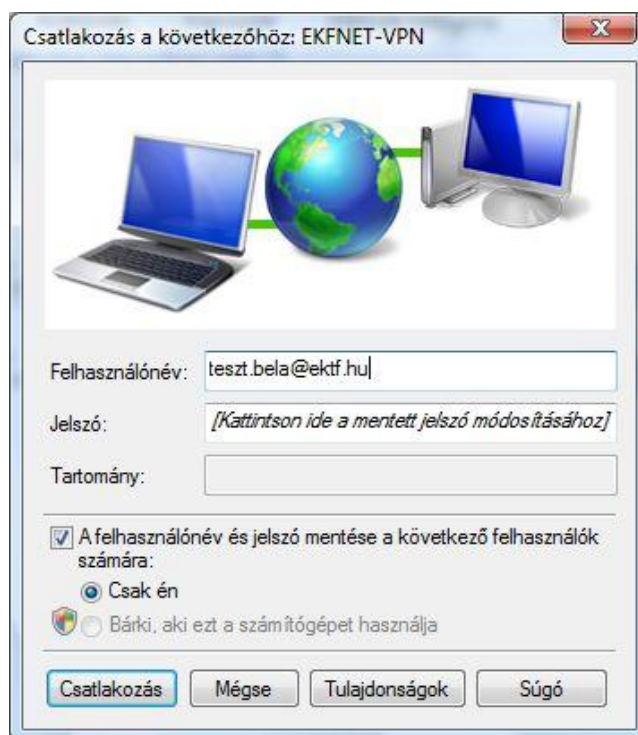 Csatlakozás a következőhöz: EKFNET-VPN
Felhasználónév: teszt.bela@ektf.hu
Jelszó: [Kattintson ide a mentett jelszó módosításához]
Tartomány:
A felhasználónév és jelszó mentése a következő felhasználók
számára:
Csak én
Bárki, aki ezt a számítógépet használja
Csatlakozás Mégse Tulajdonságok Súgó